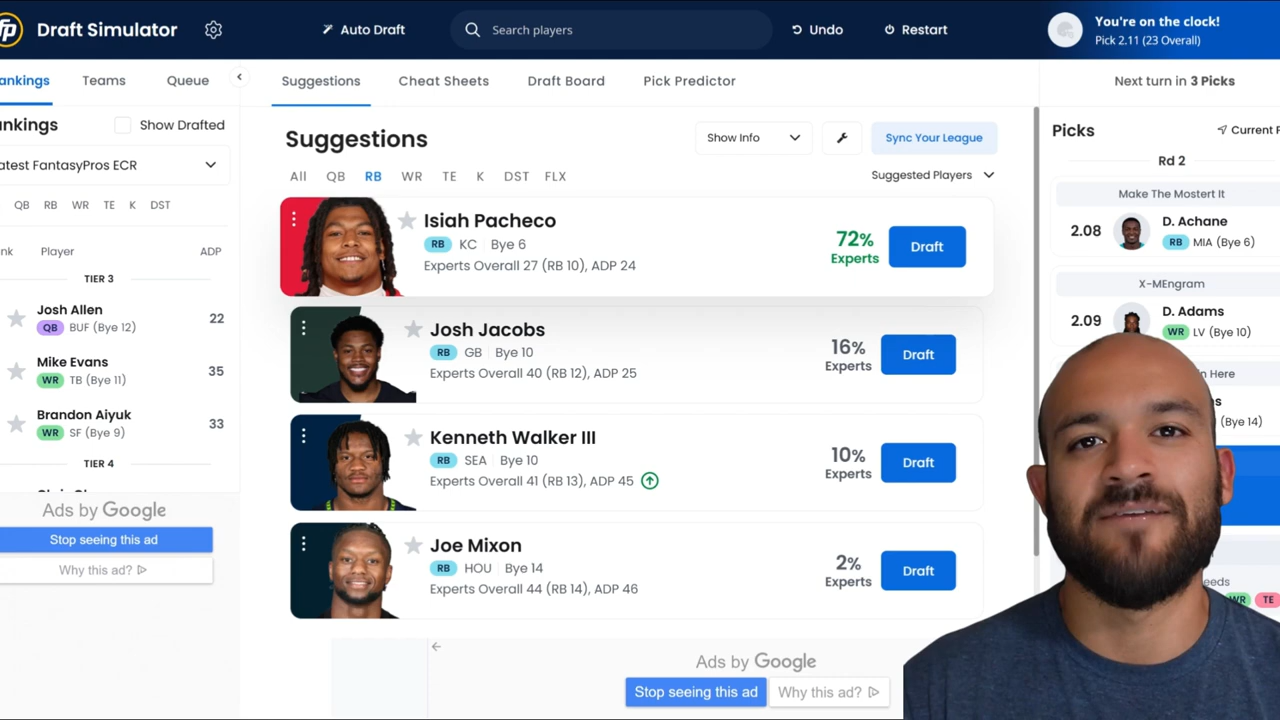 fp Draft Simulator
Auto Draft
Search players
Undo
Restart
You're on the clock!
Pick 2.11 (23 Overall)
ankings Teams Queue
Suggestions Cheat Sheets Draft Board Pick Predictor
Next turn in 3 Picks
nkings Show Drafted
atest FantasyPros ECR
QB RB WR TE K DST
nk Player ADP
TIER 3
Josh Allen
QB BUF (Bye 12) 22
Mike Evans
WR TB (Bye 11) 35
Brandon Aiyuk
WR SF (Bye 9) 33
TIER 4
Ads by Google
Stop seeing this ad
Why this ad?
Suggestions
Show Info
Sync Your League
All QB RB WR TE K DST FLX
Suggested Players
Isiah Pacheco
RB KC Bye 6
Experts Overall 27 (RB 10), ADP 24
72%
Experts
Draft
Josh Jacobs
RB GB Bye 10
Experts Overall 40 (RB 12), ADP 25
16%
Experts
Draft
Kenneth Walker III
RB SEA Bye 10
Experts Overall 41 (RB 13), ADP 45
10%
Experts
Draft
Joe Mixon
RB HOU Bye 14
Experts Overall 44 (RB 14), ADP 46
2%
Experts
Draft
Ads by Google
Stop seeing this ad
Why this ad?
Picks
Current P
Rd 2
Make The Mostert It
2.08
D. Achane
RB MIA (Bye 6)
X-MEngram
2.09
D. Adams
WR LV (Bye 10)
n Here
ns
(Bye 14)
eeds
WR TE